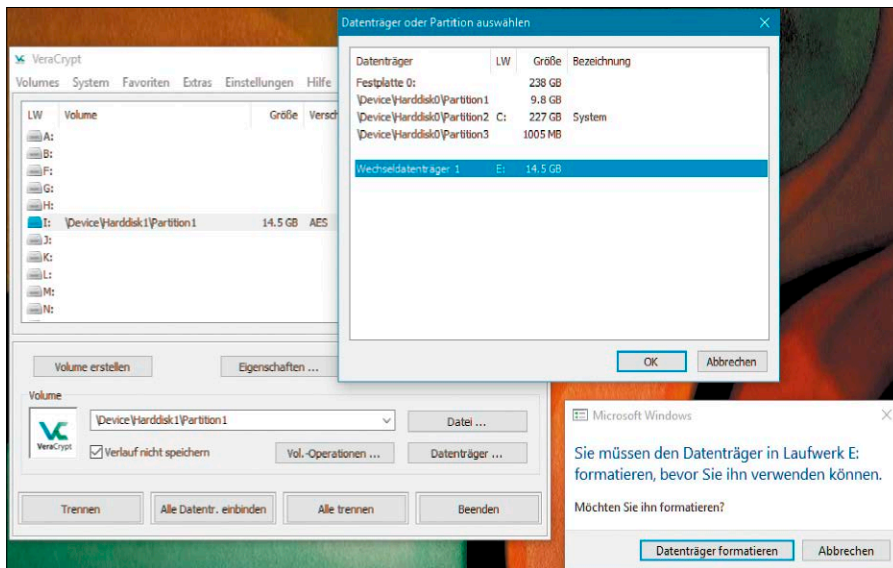 Datenträger oder Partition auswählen
Datenträger LW Größe Bezeichnung
Festplatte 0: 238 GB
\Device\Harddisk0\Partition1 9.8 GB
\Device\Harddisk0\Partition2 C: 227 GB System
\Device\Harddisk0\Partition3 1005 MB
Wechseldatenträger 1 E: 14.5 GB
OK Abbrechen
VeraCrypt
Volumes System Favoriten Extras Einstellungen Hilfe
LW Volume Größe
A:
B:
F:
G:
H:
I: \Device\Harddisk1\Partition1 14.5 GB AES
J:
K:
L:
M:
N:
Volume erstellen Eigenschaften ...
Volume
VeraCrypt
\Device\Harddisk1\Partition1 Datei ...
Verlauf nicht speichern Vol.-Operationen ... Datenträger ...
Trennen Alle Datentr. einbinden Alle trennen Beenden
Microsoft Windows
Sie müssen den Datenträger in Laufwerk E:
formatieren, bevor Sie ihn verwenden können.
Möchten Sie ihn formatieren?
Datenträger formatieren Abbrechen